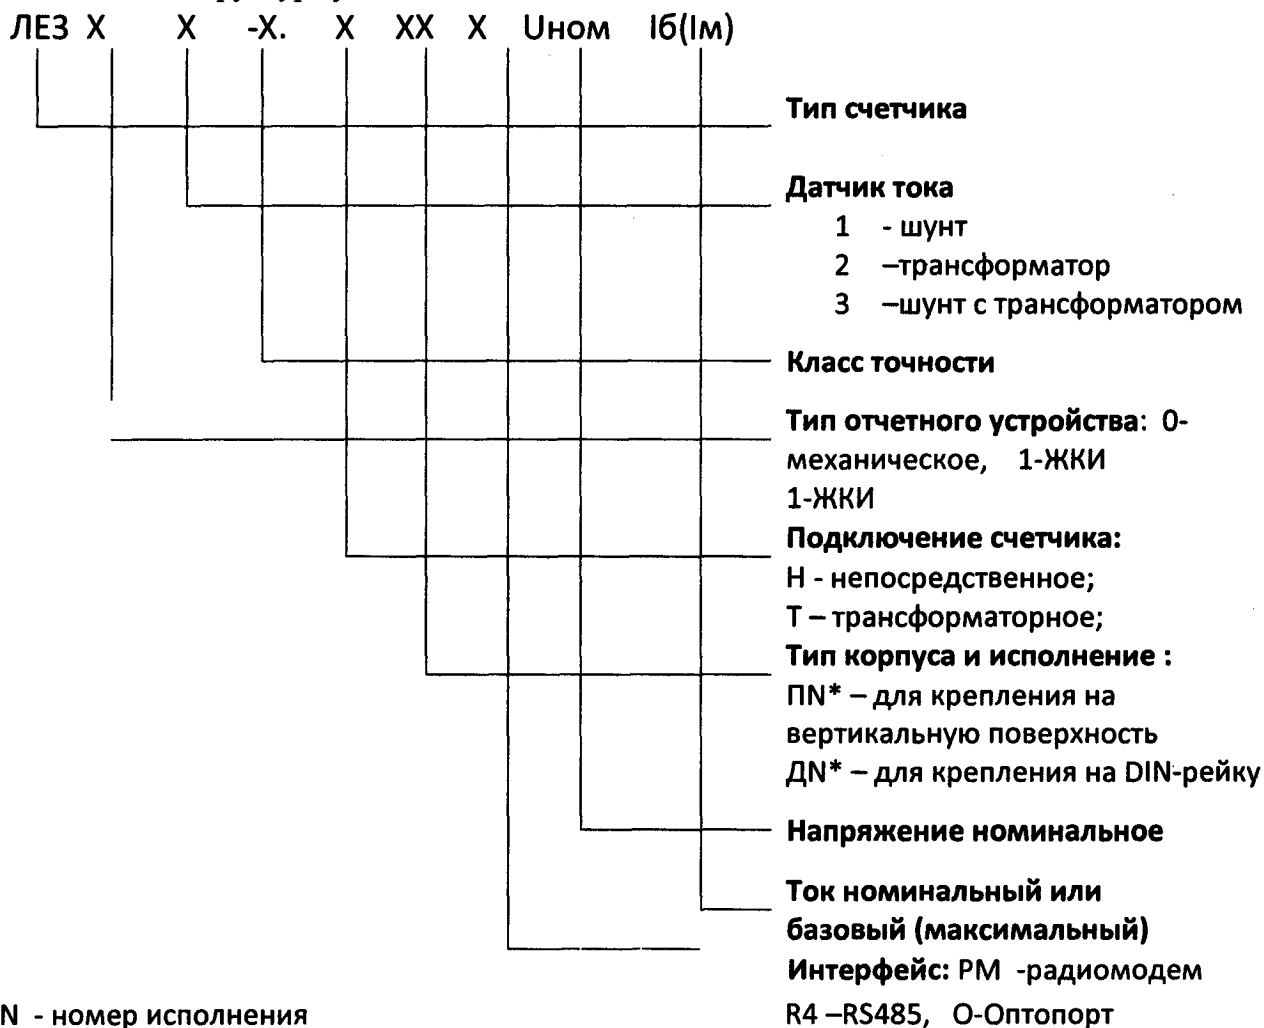 ЛЕЗ Х Х -Х. Х ХХ Х Uном Iб(Iм)
Тип счетчика
Датчик тока
1 - шунт
2 –трансформатор
3 –шунт с трансформатором
Класс точности
Тип отчетного устройства: 0-
механическое, 1-ЖКИ
1-ЖКИ
Подключение счетчика:
Н - непосредственное;
Т – трансформаторное;
Тип корпуса и исполнение :
ПN* – для крепления на
вертикальную поверхность
ДN* – для крепления на DIN-рейку
Напряжение номинальное
Ток номинальный или
базовый (максимальный)
Интерфейс: РМ -радиомодем
N - номер исполнения
R4 –RS485, О-Оптопорт